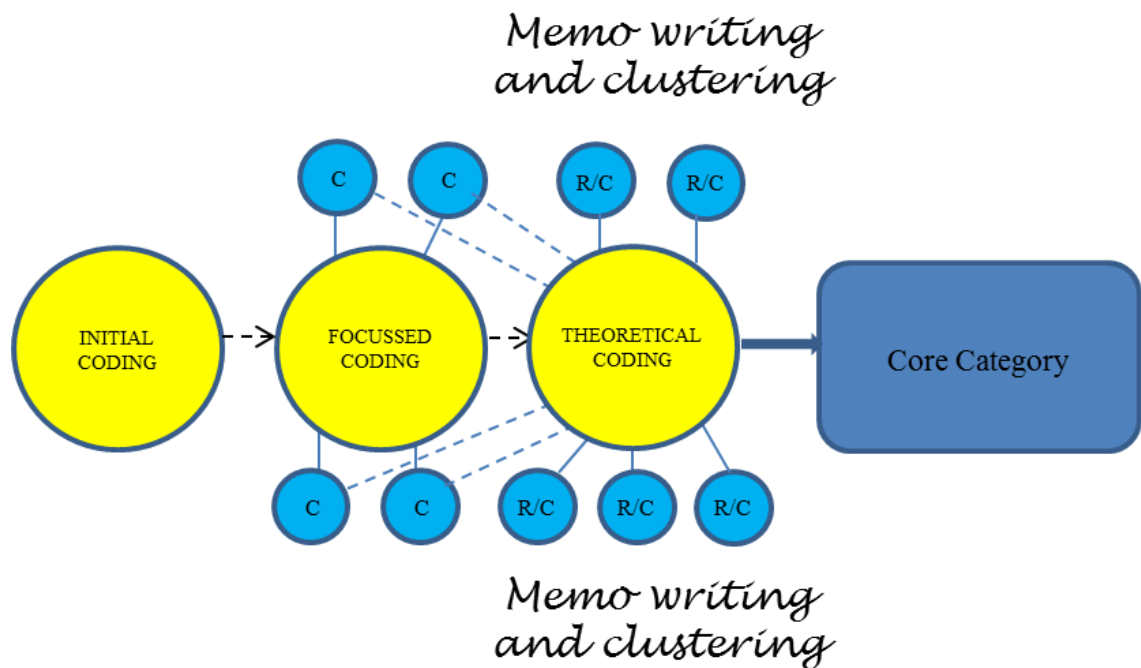 Memo writing
and clustering
C
C
R/C
R/C
INITIAL
CODING
FOCUSSED
CODING
THEORETICAL
CODING
Core Category
C
C
R/C
R/C
R/C
Memo writing
and clustering